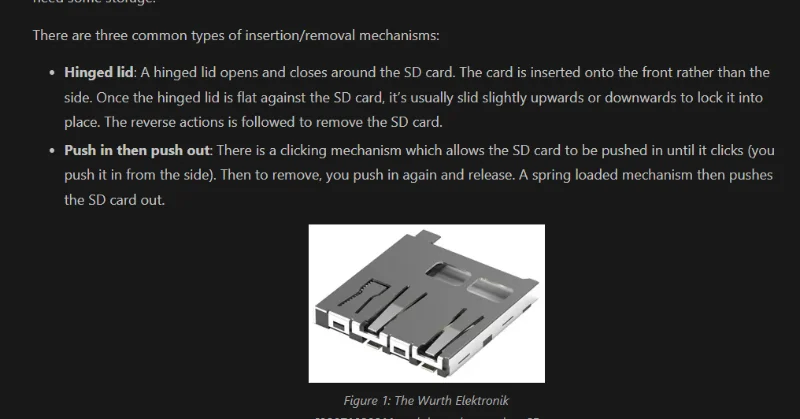 need some storage.
There are three common types of insertion/removal mechanisms:
• Hinged lid: A hinged lid opens and closes around the SD card. The card is inserted onto the front rather than the
side. Once the hinged lid is flat against the SD card, it’s usually slid slightly upwards or downwards to lock it into
place. The reverse actions is followed to remove the SD card.
• Push in then push out: There is a clicking mechanism which allows the SD card to be pushed in until it clicks (you
push it in from the side). Then to remove, you push in again and release. A spring loaded mechanism then pushes
the SD card out.
Figure 1: The Wurth Elektronik